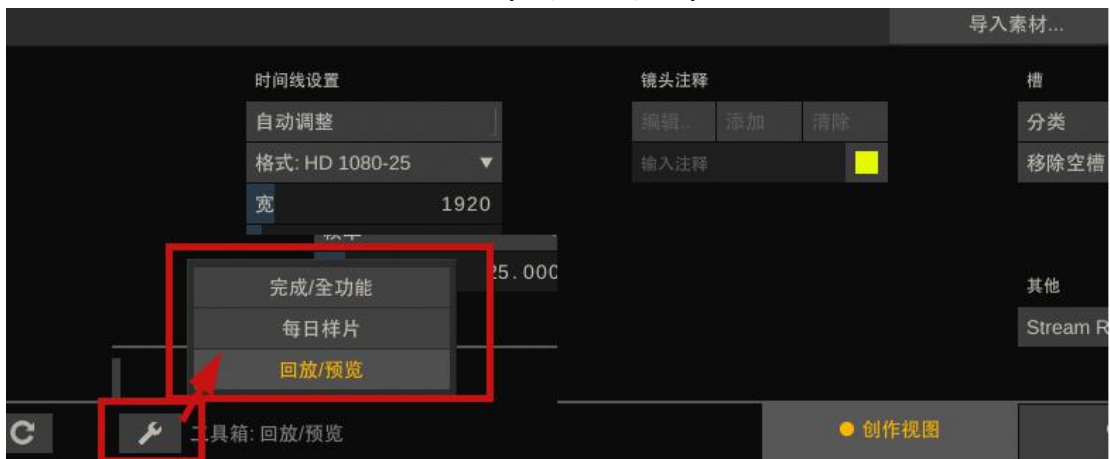 导入素材...
时间线设置
镜头注释
槽
自动调整
编辑..
添加
清除
分类
格式: HD 1080-25
输入注释
移除空槽
宽 1920
25.000
完成/全功能
其他
每日样片
Stream R
回放/预览
工具箱: 回放/预览
创作视图